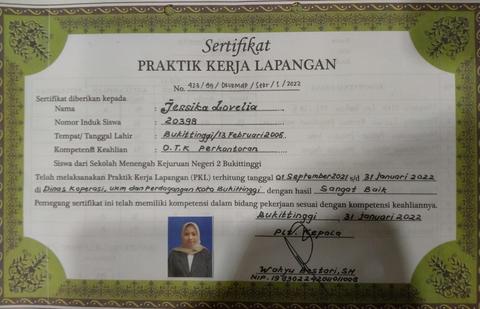 Sertifikat
PRAKTIK KERJA LAPANGAN
Sertifikat diberikan kepada
Nama : Jessika Lovelia
Nomor Induk Siswa : 20398
Tempat/ Tanggal Lahir : Bukittinggi/13 Februari 2005.
Kompetensi Keahlian : O.T.K Perkantoran
Siswa dari Sekolah Menengah Kejuruan Negeri 2 Bukittinggi
Telah melaksanakan Praktik Kerja Lapangan (PKL) terhitung tanggal 01 September 2021 s/d 31 Januari 2022
di Dinas Koperasi, ukm dan Perdagangan Kota Bukittinggi dengan hasil Sangat Baik
Pemegang sertifikat ini telah memiliki kompetensi dalam bidang pekerjaan sesuai dengan kompetensi keahliannya.
Bukittinggi, 31 Januari 2022
Plt. Kepala
Wahyu Bestari, SH